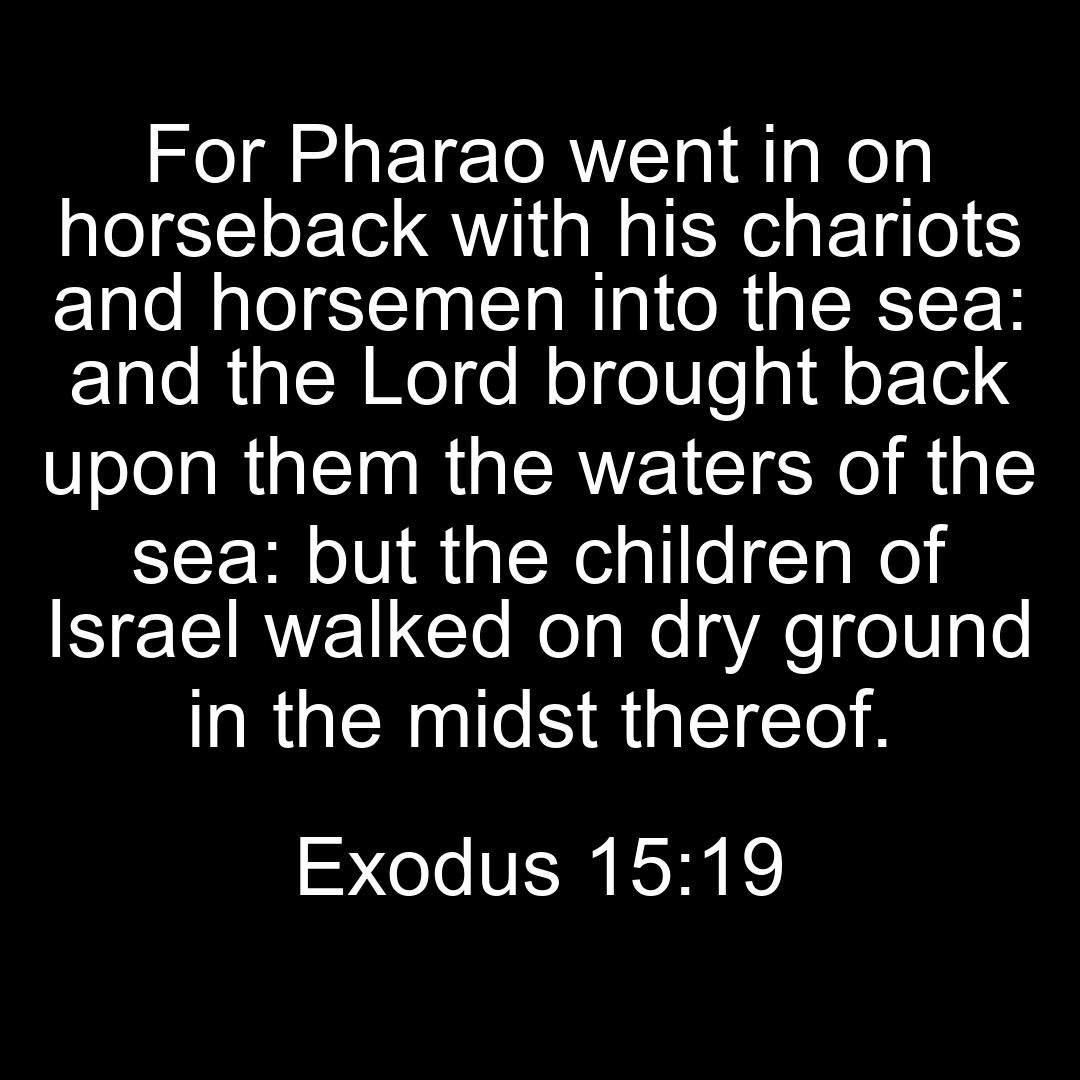 For Pharao went in on
horseback with his chariots
and horsemen into the sea:
and the Lord brought back
upon them the waters of the
sea: but the children of
Israel walked on dry ground
in the midst thereof.
Exodus 15:19